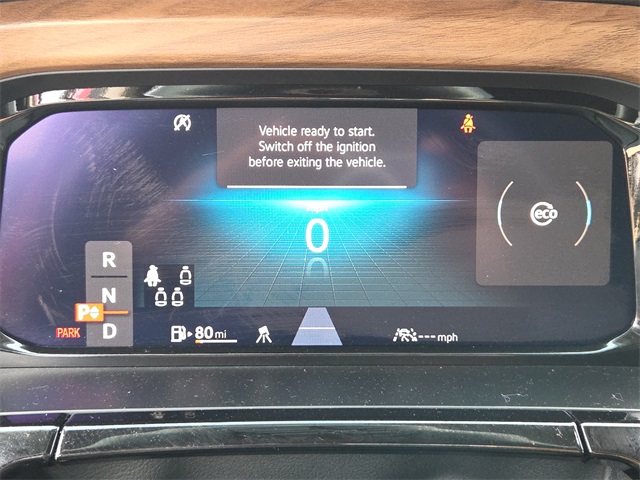 Vehicle ready to start.
Switch off the ignition
before exiting the vehicle.
0
eco
R
N
P
D
PARK
80 mi
--- mph